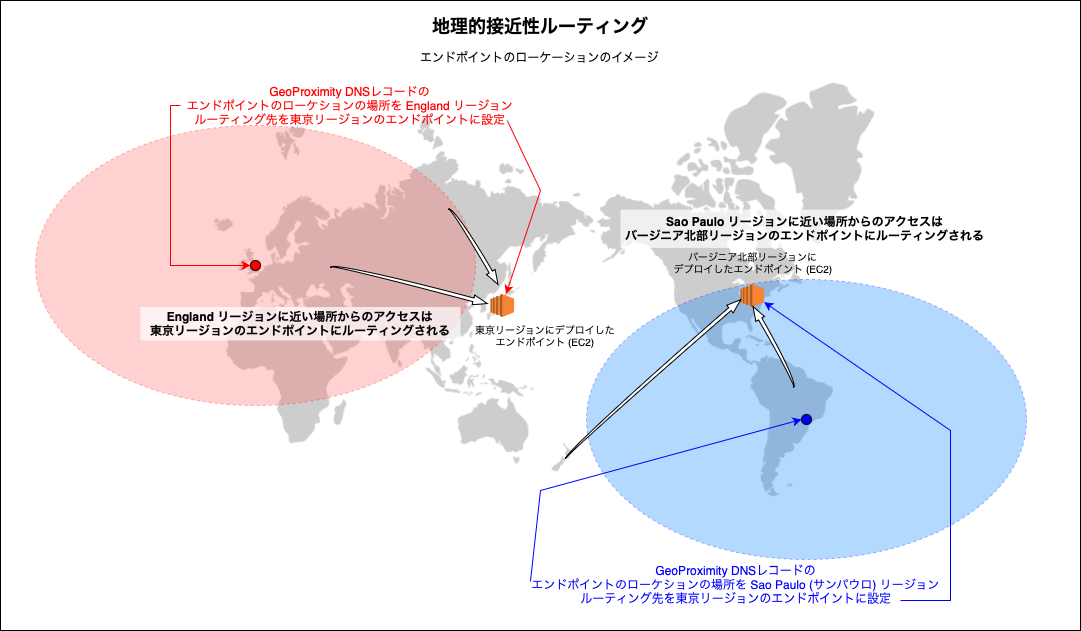 地理的接近性ルーティング
エンドポイントのローケーションのイメージ
GeoProximity DNSレコードの
エンドポイントのローケションの場所を England リージョン
ルーティング先を東京リージョンのエンドポイントに設定
Sao Paulo リージョンに近い場所からのアクセスは
バージニア北部リージョンのエンドポイントにルーティングされる
バージニア北部リージョンに
デプロイしたエンドポイント (EC2)
England リージョンに近い場所からのアクセスは
東京リージョンのエンドポイントにルーティングされる
東京リージョンにデプロイした
エンドポイント (EC2)
GeoProximity DNSレコードの
エンドポイントのローケションの場所を Sao Paulo (サンパウロ) リージョン
ルーティング先を東京リージョンのエンドポイントに設定